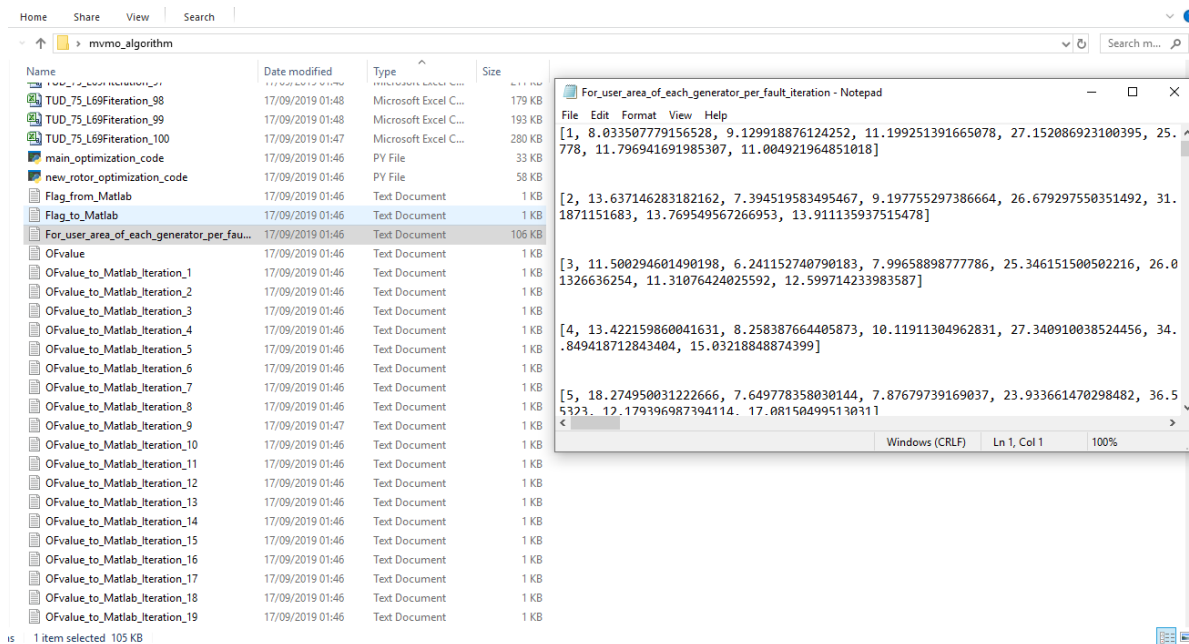 Home Share View Search
mvmo_algorithm
Search m...
Name Date modified Type Size
TUD_75_L69Fiteration_98 17/09/2019 01:48 Microsoft Excel C... 179 KB
TUD_75_L69Fiteration_99 17/09/2019 01:48 Microsoft Excel C... 193 KB
TUD_75_L69Fiteration_100 17/09/2019 01:47 Microsoft Excel C... 280 KB
main_optimization_code 17/09/2019 01:46 PY File 33 KB
new_rotor_optimization_code 17/09/2019 01:46 PY File 58 KB
Flag_from_Matlab 17/09/2019 01:46 Text Document 1 KB
Flag_to_Matlab 17/09/2019 01:46 Text Document 1 KB
For_user_area_of_each_generator_per_fau... 17/09/2019 01:46 Text Document 106 KB
OFvalue 17/09/2019 01:46 Text Document 1 KB
OFvalue_to_Matlab_Iteration_1 17/09/2019 01:46 Text Document 1 KB
OFvalue_to_Matlab_Iteration_2 17/09/2019 01:46 Text Document 1 KB
OFvalue_to_Matlab_Iteration_3 17/09/2019 01:46 Text Document 1 KB
OFvalue_to_Matlab_Iteration_4 17/09/2019 01:46 Text Document 1 KB
OFvalue_to_Matlab_Iteration_5 17/09/2019 01:46 Text Document 1 KB
OFvalue_to_Matlab_Iteration_6 17/09/2019 01:46 Text Document 1 KB
OFvalue_to_Matlab_Iteration_7 17/09/2019 01:46 Text Document 1 KB
OFvalue_to_Matlab_Iteration_8 17/09/2019 01:46 Text Document 1 KB
OFvalue_to_Matlab_Iteration_9 17/09/2019 01:47 Text Document 1 KB
OFvalue_to_Matlab_Iteration_10 17/09/2019 01:46 Text Document 1 KB
OFvalue_to_Matlab_Iteration_11 17/09/2019 01:46 Text Document 1 KB
OFvalue_to_Matlab_Iteration_12 17/09/2019 01:46 Text Document 1 KB
OFvalue_to_Matlab_Iteration_13 17/09/2019 01:46 Text Document 1 KB
OFvalue_to_Matlab_Iteration_14 17/09/2019 01:46 Text Document 1 KB
OFvalue_to_Matlab_Iteration_15 17/09/2019 01:46 Text Document 1 KB
OFvalue_to_Matlab_Iteration_16 17/09/2019 01:46 Text Document 1 KB
OFvalue_to_Matlab_Iteration_17 17/09/2019 01:46 Text Document 1 KB
OFvalue_to_Matlab_Iteration_18 17/09/2019 01:46 Text Document 1 KB
OFvalue_to_Matlab_Iteration_19 17/09/2019 01:46 Text Document 1 KB
1 item selected 105 KB
For_user_area_of_each_generator_per_fault_iteration - Notepad
File Edit Format View Help
[1, 8.033507779156528, 9.129918876124252, 11.199251391665078, 27.152086923100395, 25.
778, 11.796941691985307, 11.004921964851018]
[2, 13.637146283182162, 7.394519583495467, 9.197755297386664, 26.679297550351492, 31.
1871151683, 13.769549567266953, 13.911135937515478]
[3, 11.500294601490198, 6.241152740790183, 7.99658898777786, 25.346151500502216, 26.0
1326636254, 11.31076424025592, 12.599714233983587]
[4, 13.422159860041631, 8.258387664405873, 10.11911304962831, 27.340910038524456, 34.
.849418712843404, 15.03218848874399]
[5, 18.274950031222666, 7.649778358030144, 7.87679739169037, 23.933661470298482, 36.5
5323, 12.179396987394114, 17.08150499513031]
Windows (CRLF) Ln 1, Col 1 100%